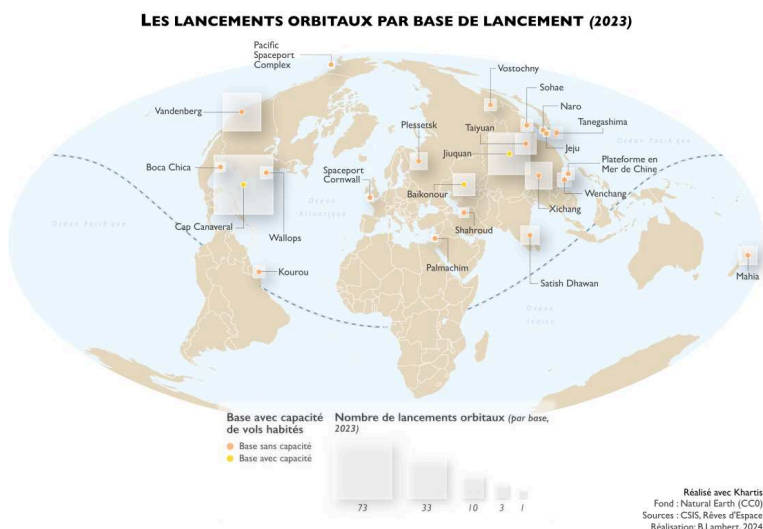 LES LANCEMENTS ORBITAUX PAR BASE DE LANCEMENT (2023)
Pacific
Spaceport
Complex
Vostochny
Sohae
Vandenberg
Naro
Plessetsk
Taiyuan
Tanegashima
Océan Pacifique
Jiuquan
Jeju
Boca Chica
Spaceport
Cornwall
Plateforme en
Mer de Chine
Baïkonour
Wenchang
Océan
Atlantique
Xichang
Océan Pacifique
Cap Canaveral
Wallops
Shahroud
Palmachim
Kourou
Satish Dhawan
Mahia
Océan
Indien
Base avec capacité
de vols habités
Base sans capacité
Base avec capacité
Nombre de lancements orbitaux (par base,
2023)
73 33 10 3 1
Réalisé avec Khartis
Fond : Natural Earth (CC0)
Sources : CSIS, Rêves d'Espace
Réalisation: B.Lambert, 2024